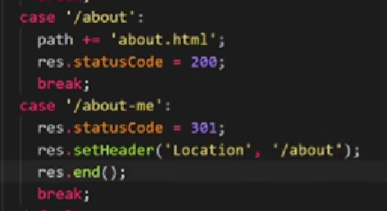 break;
case '/about':
path += 'about.html';
res.statusCode = 200;
break;
case '/about-me':
res.statusCode = 301;
res.setHeader('Location', '/about');
res.end();
break;